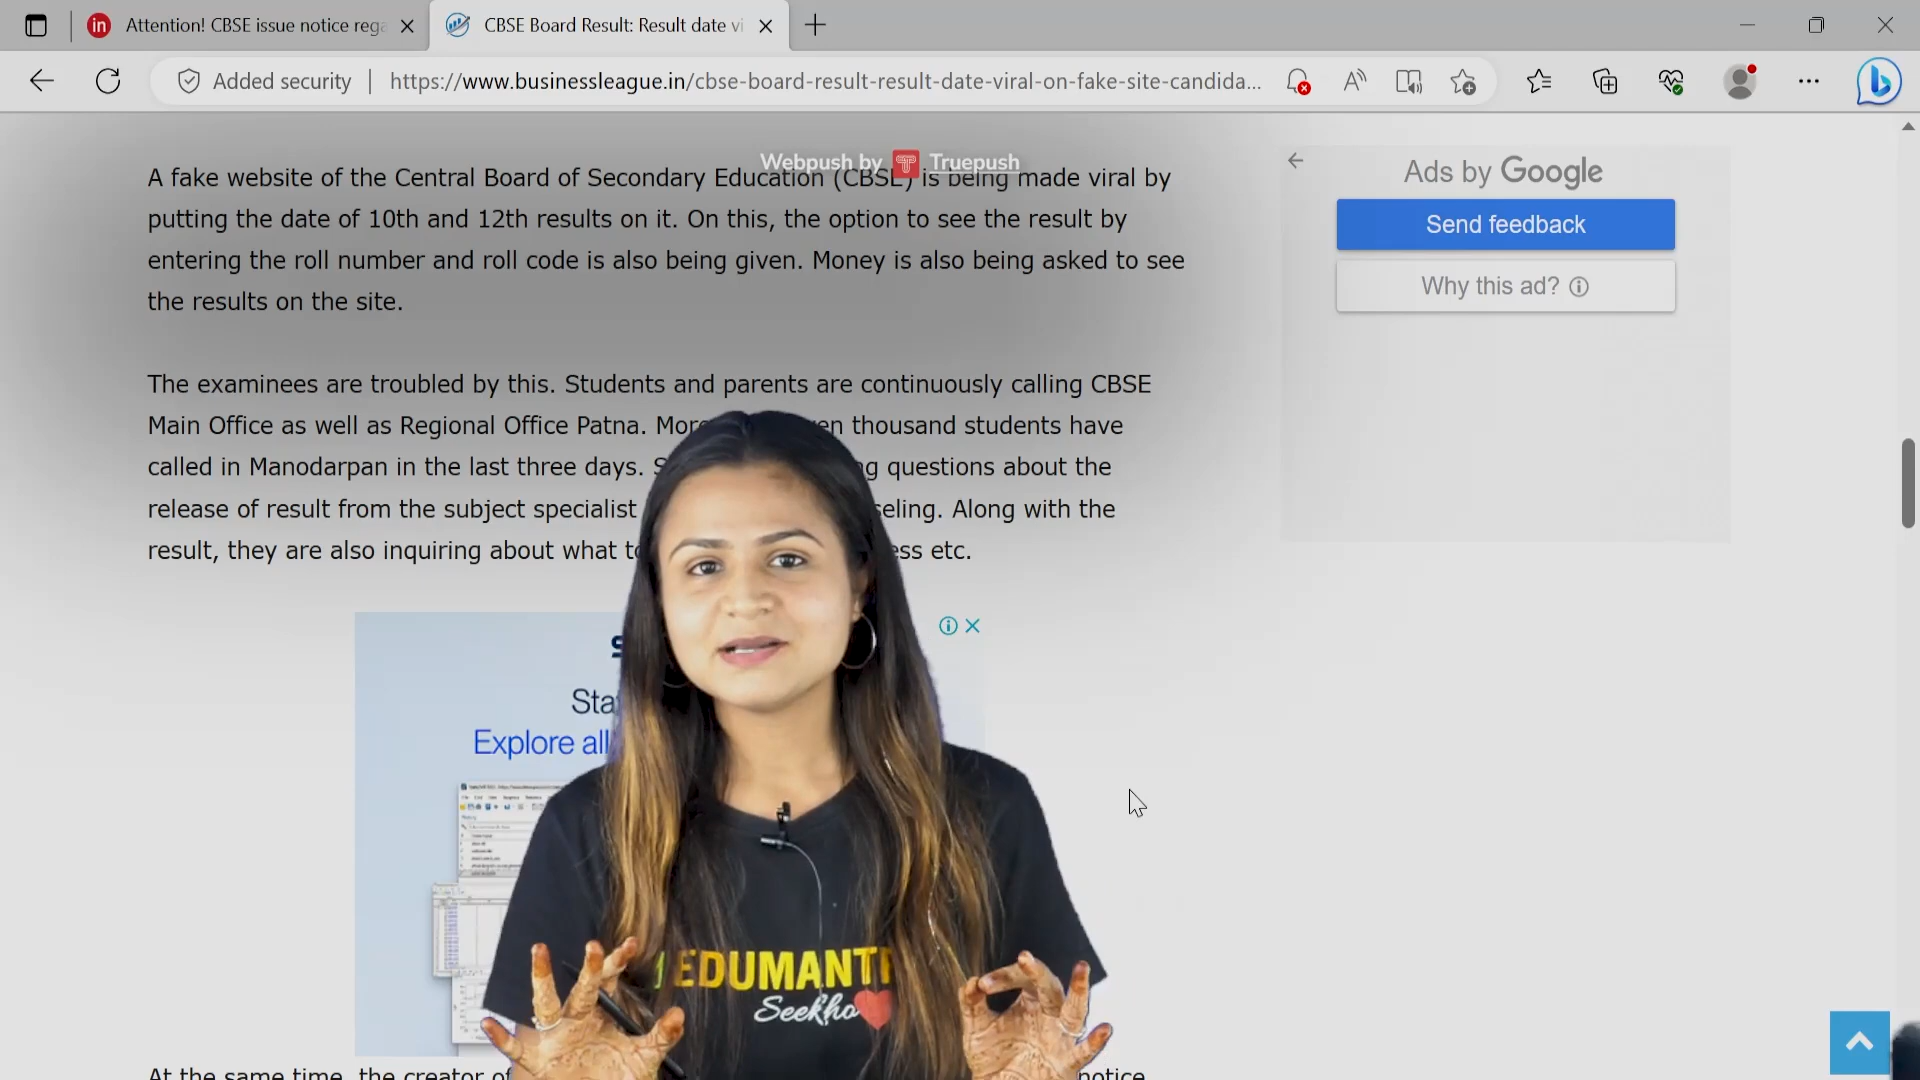 Attention! CBSE issue notice rega
CBSE Board Result: Result date vi
Added security
https://www.businessleague.in/cbse-board-result-result-date-viral-on-fake-site-candida...
Webpush by Truepush
A fake website of the Central Board of Secondary Education (CBSE) is being made viral by
putting the date of 10th and 12th results on it. On this, the option to see the result by
entering the roll number and roll code is also being given. Money is also being asked to see
the results on the site.
Ads by Google
Send feedback
Why this ad?
The examinees are troubled by this. Students and parents are continuously calling CBSE
Main Office as well as Regional Office Patna. thousand students have
called in Manodarpan in the last three days. questions about the
release of result from the subject specialist seling. Along with the
result, they are also inquiring about what etc.
Explore all
EDUMANT
Seekho
At the same time, the creator notice